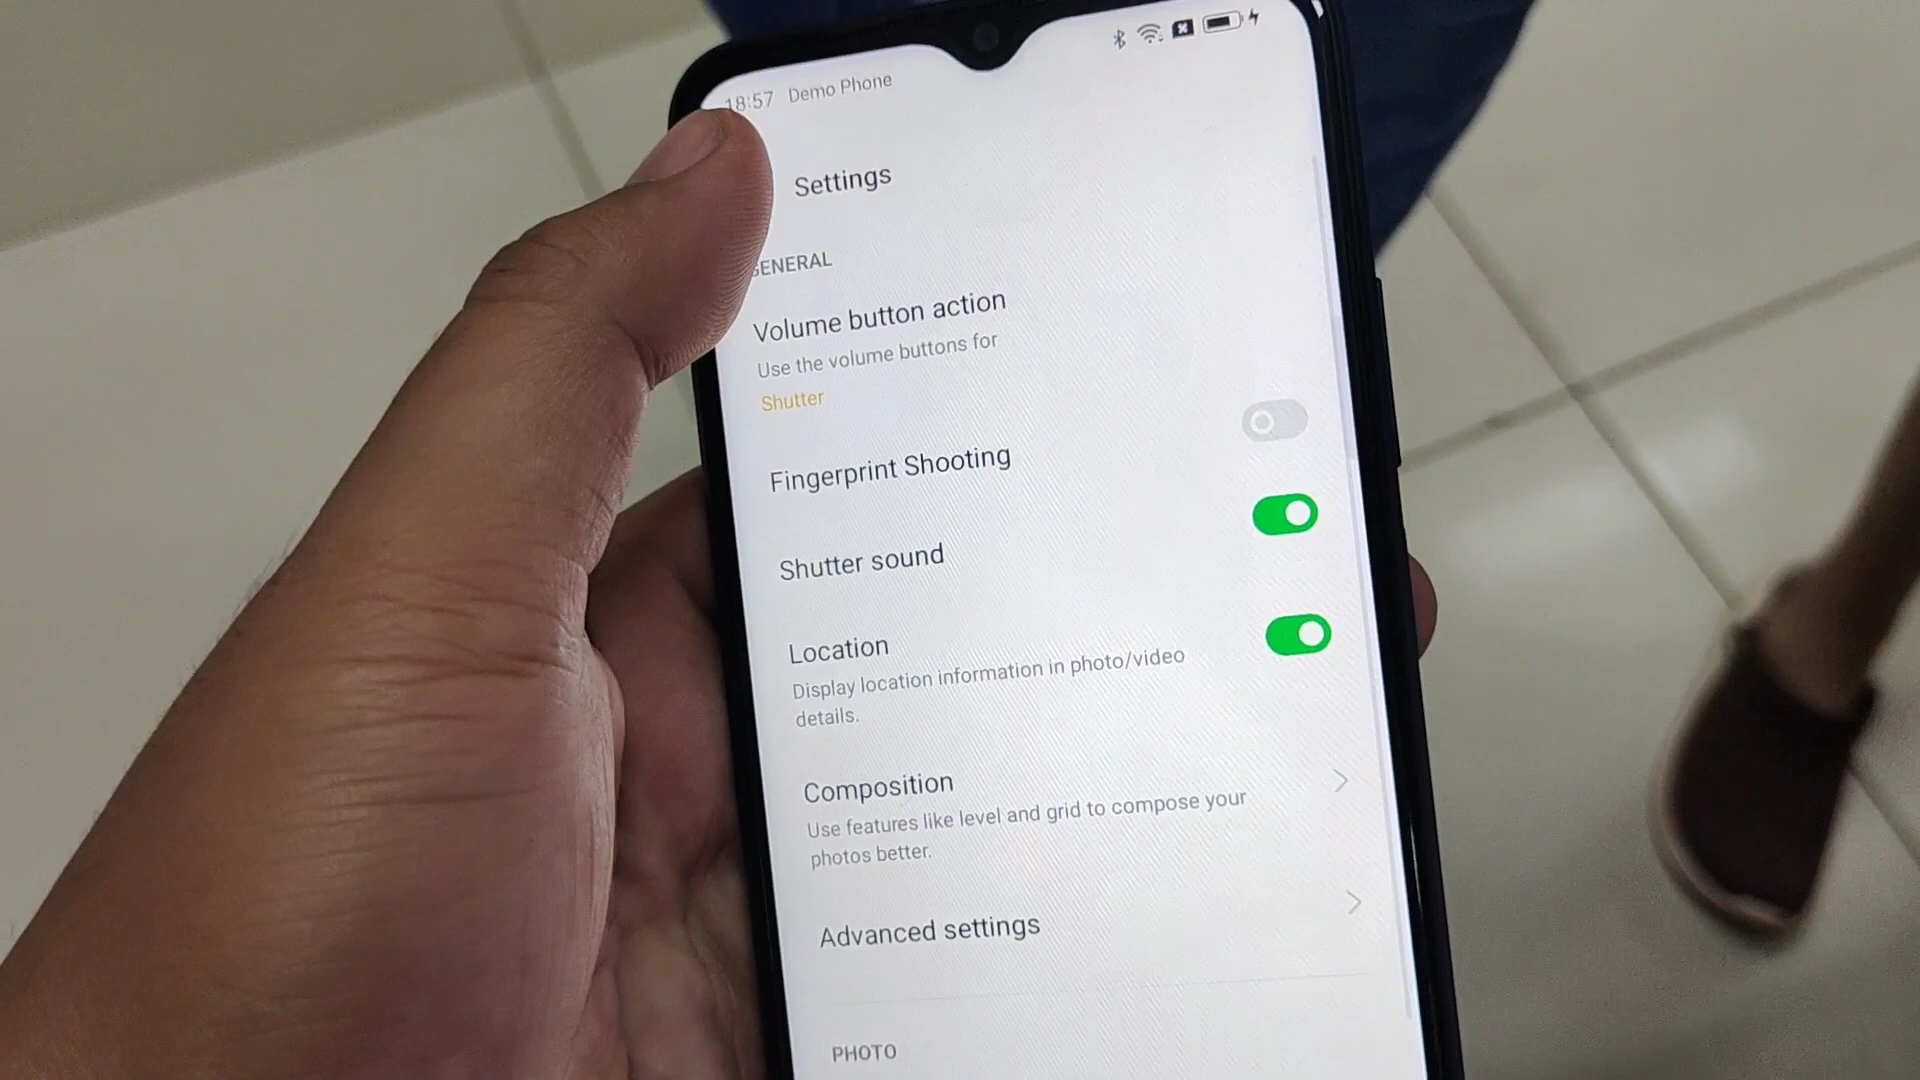 18:57 Demo Phone
Settings
GENERAL
Volume button action
Use the volume buttons for
Shutter
Fingerprint Shooting
Shutter sound
Location
Display location information in photo/video
details.
Composition
Use features like level and grid to compose your
photos better.
Advanced settings
PHOTO